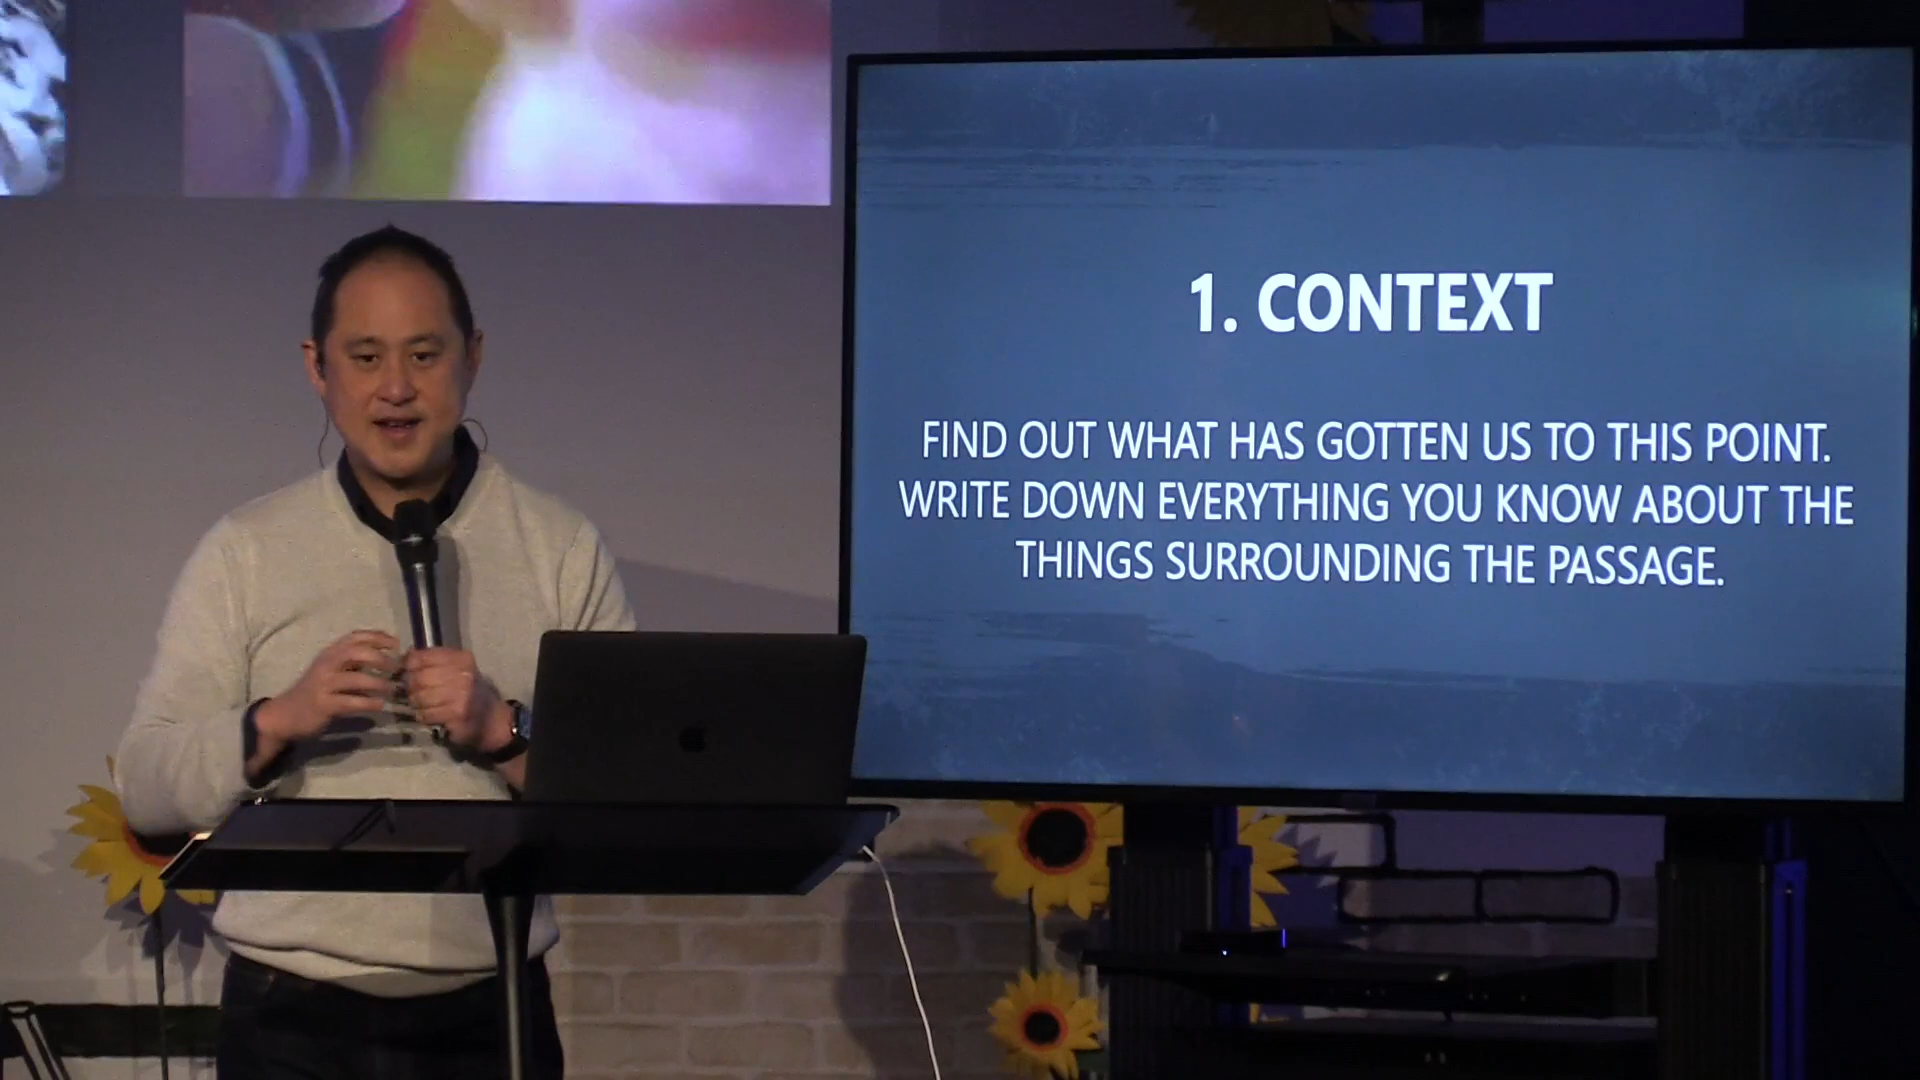 1. CONTEXT
FIND OUT WHAT HAS GOTTEN US TO THIS POINT.
WRITE DOWN EVERYTHING YOU KNOW ABOUT THE
THINGS SURROUNDING THE PASSAGE.